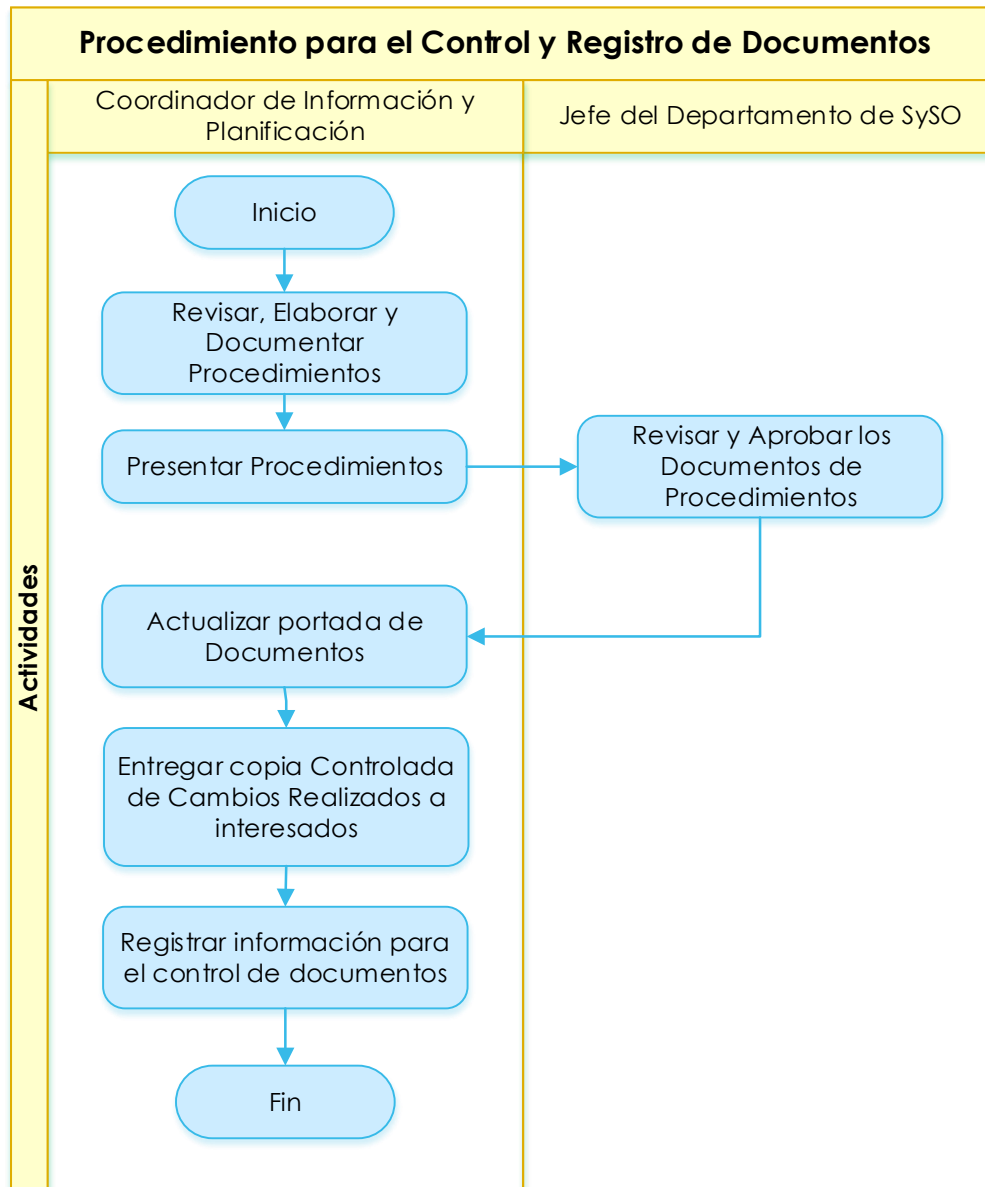 Procedimiento para el Control y Registro de Documentos
Actividades
Coordinador de Información y
Planificación
Jefe del Departamento de SySO
Inicio
Revisar, Elaborar y
Documentar
Procedimientos
Presentar Procedimientos
Revisar y Aprobar los
Documentos de
Procedimientos
Actualizar portada de
Documentos
Entregar copia Controlada
de Cambios Realizados a
interesados
Registrar información para
el control de documentos
Fin